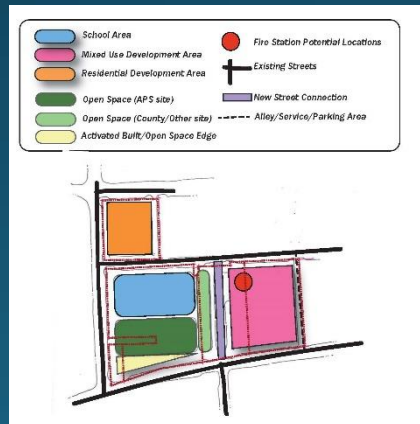 School Area
Mixed Use Development Area
Residential Development Area
Open Space (APS site)
Open Space (County/Other site)
Activated Built/Open Space Edge
Fire Station Potential Locations
Existing Streets
New Street Connection
Alley/Service/Parking Area